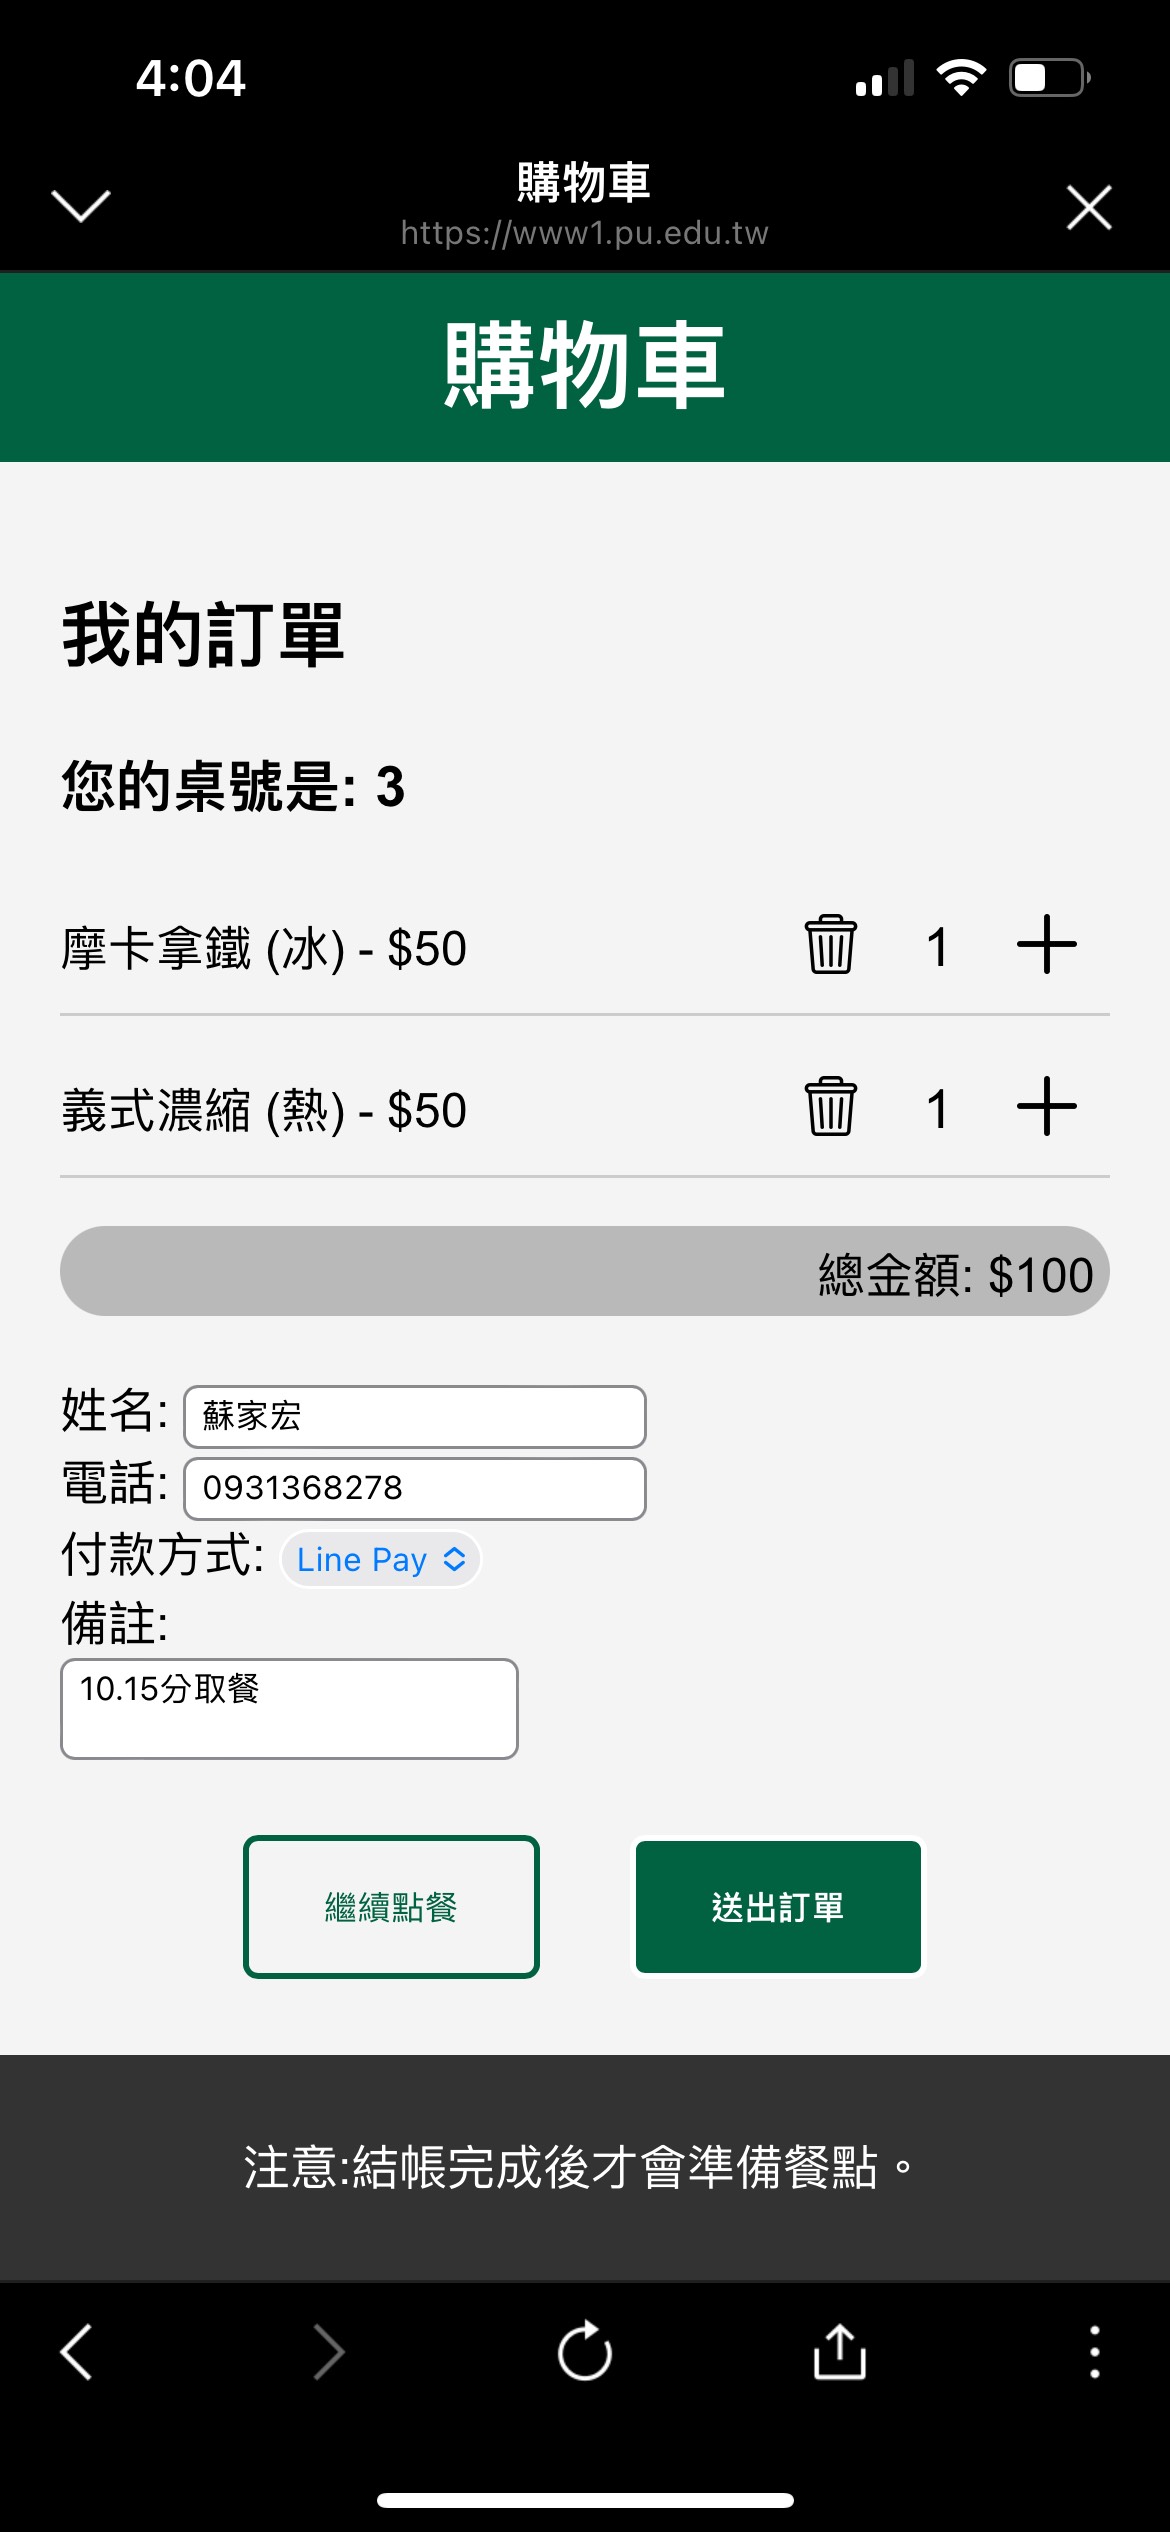 4:04
購物車
https://www1.pu.edu.tw
購物車
我的訂單
您的桌號是: 3
摩卡拿鐵 (冰) - $50 1
義式濃縮 (熱) - $50 1
總金額: $100
姓名: 蘇家宏
電話: 0931368278
付款方式: Line Pay
備註:
10.15分取餐
繼續點餐 送出訂單
注意:結帳完成後才會準備餐點。